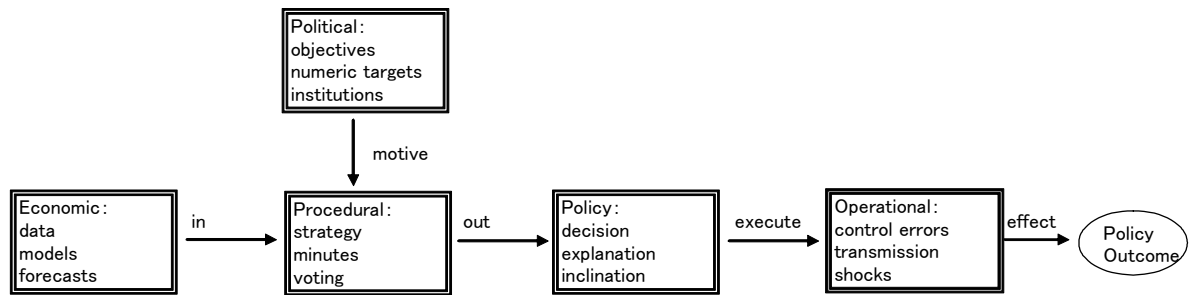 Political:
objectives
numeric targets
institutions
motive
Economic:
data
models
forecasts
in
Procedural:
strategy
minutes
voting
out
Policy:
decision
explanation
inclination
execute
Operational:
control errors
transmission
shocks
effect
Policy
Outcome